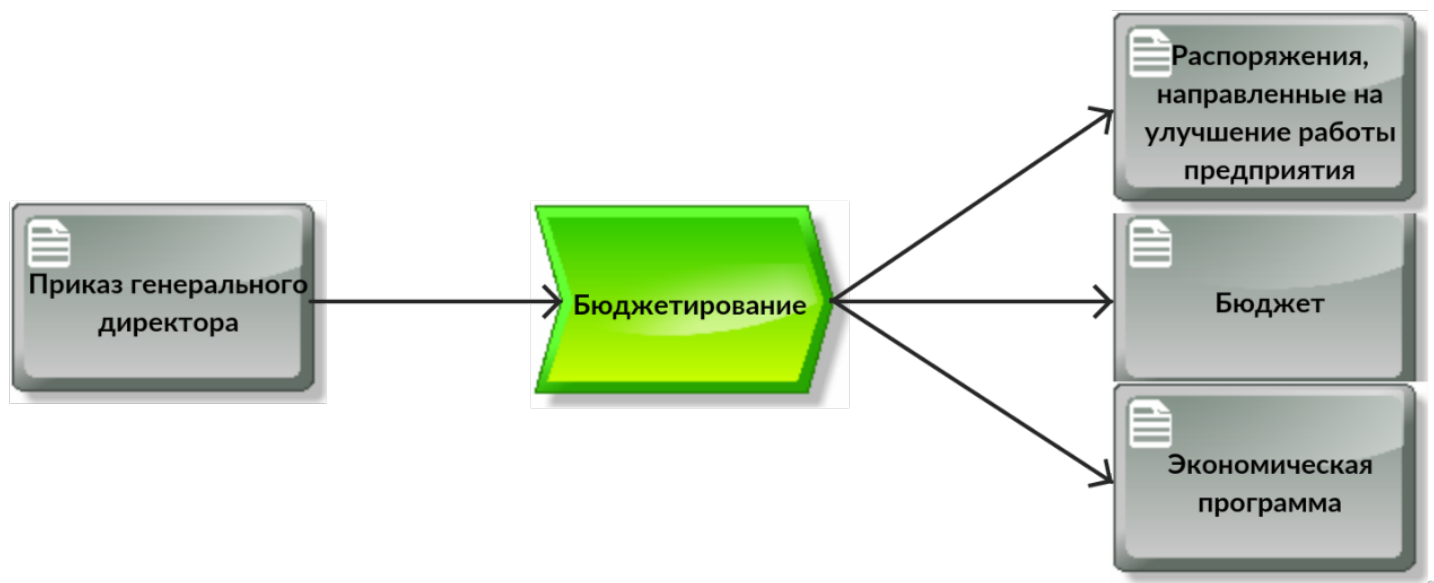 Приказ генерального
директора
Бюджетирование
Распоряжения,
направленные на
улучшение работы
предприятия
Бюджет
Экономическая
программа